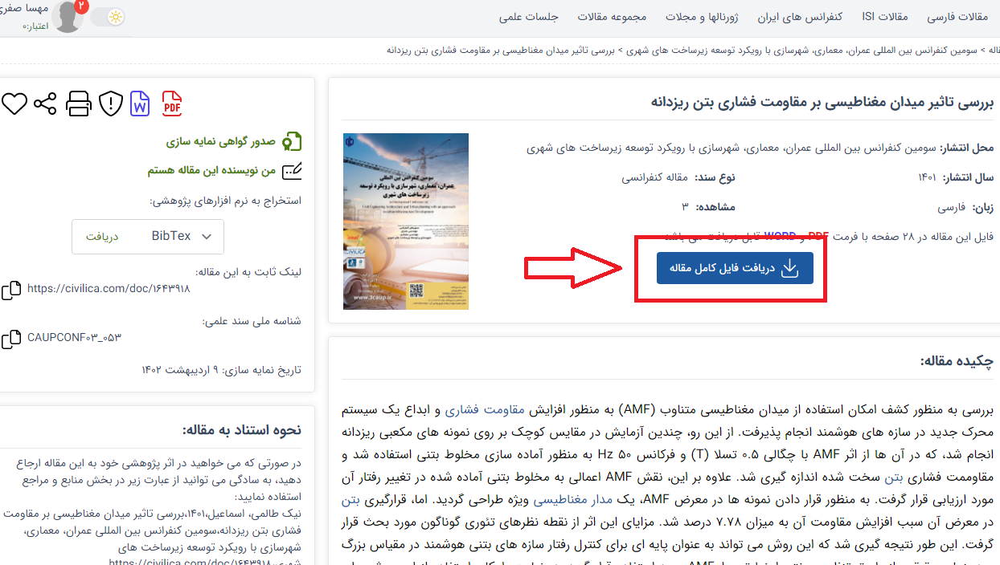 مقالات فارسی مقالات ISI کنفرانس های ایران ژورنالها و مجلات مجموعه مقالات جلسات علمی
مهسا صفری
۲
اعتبار:۰
> سومین کنفرانس بین المللی عمران، معماری، شهرسازی با رویکرد توسعه زیرساخت های شهری > بررسی تاثیر میدان مغناطیسی بر مقاومت فشاری بتن ریزدانه
بررسی تاثیر میدان مغناطیسی بر مقاومت فشاری بتن ریزدانه
محل انتشار: سومین کنفرانس بین المللی عمران، معماری، شهرسازی با رویکرد توسعه زیرساخت های شهری
سال انتشار: ۱۴۰۱ نوع سند: مقاله کنفرانسی
زبان: فارسی مشاهده: ۳
فایل این مقاله در ۲۸ صفحه با فرمت PDF و WORD قابل دریافت می باشد
دریافت فایل کامل مقاله
سومین کنفرانس بین المللی
عمران، معماری، شهرسازی با رویکرد توسعه
زیرساخت های شهری
CIVILICA
www.3caup.ir
چکیده مقاله:
بررسی به منظور کشف امکان استفاده از میدان مغناطیسی متناوب (AMF) به منظور افزایش مقاومت فشاری و ابداع یک سیستم
محرک جدید در سازه های هوشمند انجام پذیرفت. از این رو، چندین آزمایش در مقایس کوچک بر روی نمونه های مکعبی ریزدانه
انجام شد، که در آن ها از اثر AMF با چگالی ۰.۵ تسلا (T) و فرکانس ۵۰ Hz به منظور آماده سازی مخلوط بتنی استفاده شد و
مقاوممت فشاری بتن سخت شده اندازه گیری شد. علاوه بر این، نقش AMF اعمالی به مخلوط بتنی آماده شده در تغییر رفتار آن
مورد ارزیابی قرار گرفت. به منظور قرار دادن نمونه ها در معرض AMF، یک مدار مغناطیسی ویژه طراحی گردید. اما، قرارگیری بتن
در معرض آن سبب افزایش مقاومت آن به میزان ۷.۷۸ درصد شد. مزایای این اثر از نقطه نظرهای تئوری گوناگون مورد بحث قرار
گرفت. این طور نتیجه گیری شد که این روش می تواند به عنوان پایه ای برای کنترل رفتار سازه های بتنی هوشمند در مقیاس بزرگ
PDF
W
صدور گواهی نمایه سازی
من نویسنده این مقاله هستم
استخراج به نرم افزارهای پژوهشی:
BibTex دریافت
لینک ثابت به این مقاله:
https://civilica.com/doc/۱۶۴۳۹۱۸
شناسه ملی سند علمی:
CAUPCONF۰۳_۰۵۳
تاریخ نمایه سازی: ۹ اردیبهشت ۱۴۰۲
نحوه استناد به مقاله:
در صورتی که می خواهید در اثر پژوهشی خود به این مقاله ارجاع
دهید، به سادگی می توانید از عبارت زیر در بخش منابع و مراجع
استفاده نمایید:
نیک طالمی، اسماعیل،۱۴۰۱،بررسی تاثیر میدان مغناطیسی بر مقاومت
فشاری بتن ریزدانه،سومین کنفرانس بین المللی عمران، معماری،
شهرسازی با رویکرد توسعه زیرساخت های
شهری،https://civilica.com/doc/۱۶۴۳۹۱۸